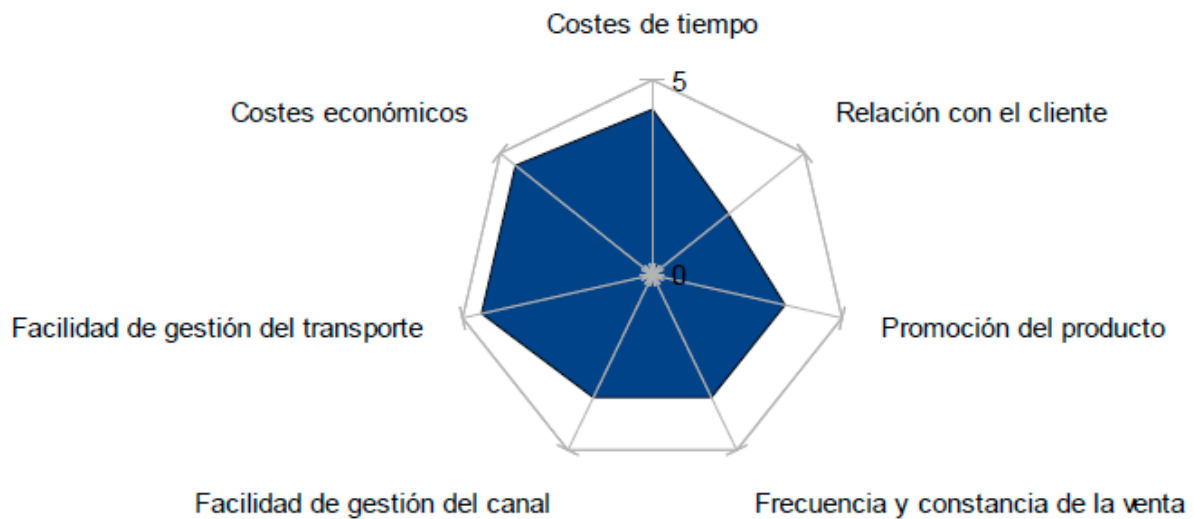 Costes de tiempo
5
Costes económicos
Relación con el cliente
0
Facilidad de gestión del transporte
Promoción del producto
Facilidad de gestión del canal
Frecuencia y constancia de la venta